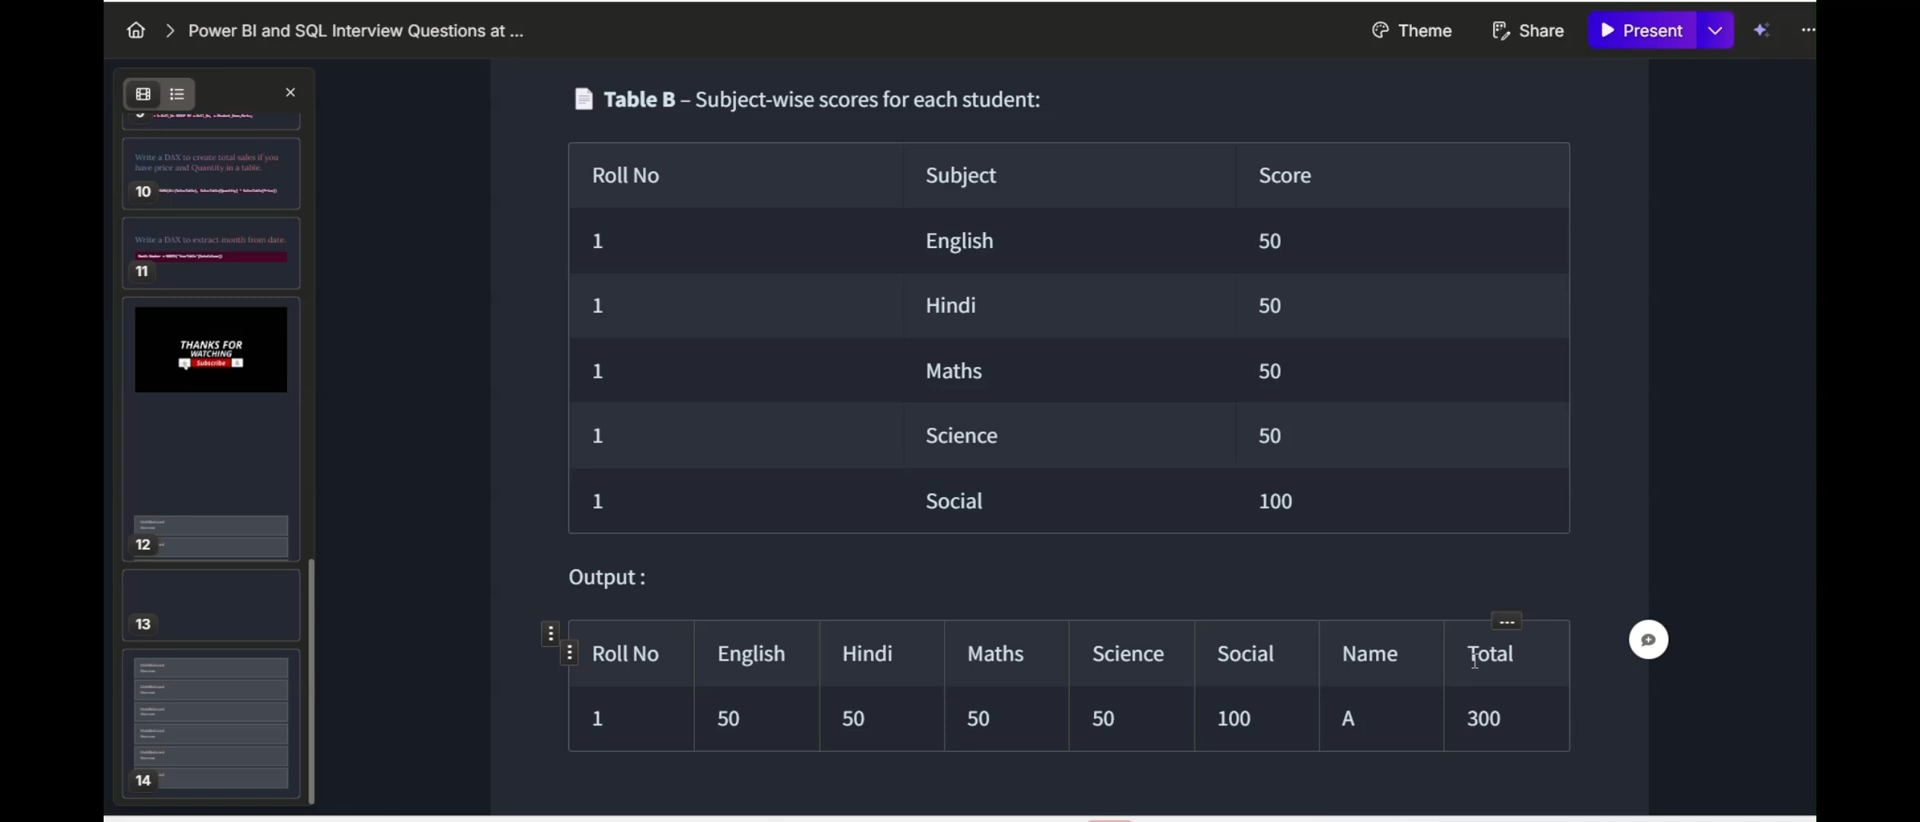 Power BI and SQL Interview Questions at ...
Theme
Share
Present
Write a DAX to create total sales if you
have price and Quantity in a table.
10
Write a DAX to extract month from date.
11
THANKS FOR
WATCHING
Subscribe
12
13
14
Table B – Subject-wise scores for each student:
Roll No Subject Score
1 English 50
1 Hindi 50
1 Maths 50
1 Science 50
1 Social 100
Output :
Roll No English Hindi Maths Science Social Name Total
1 50 50 50 50 100 A 300